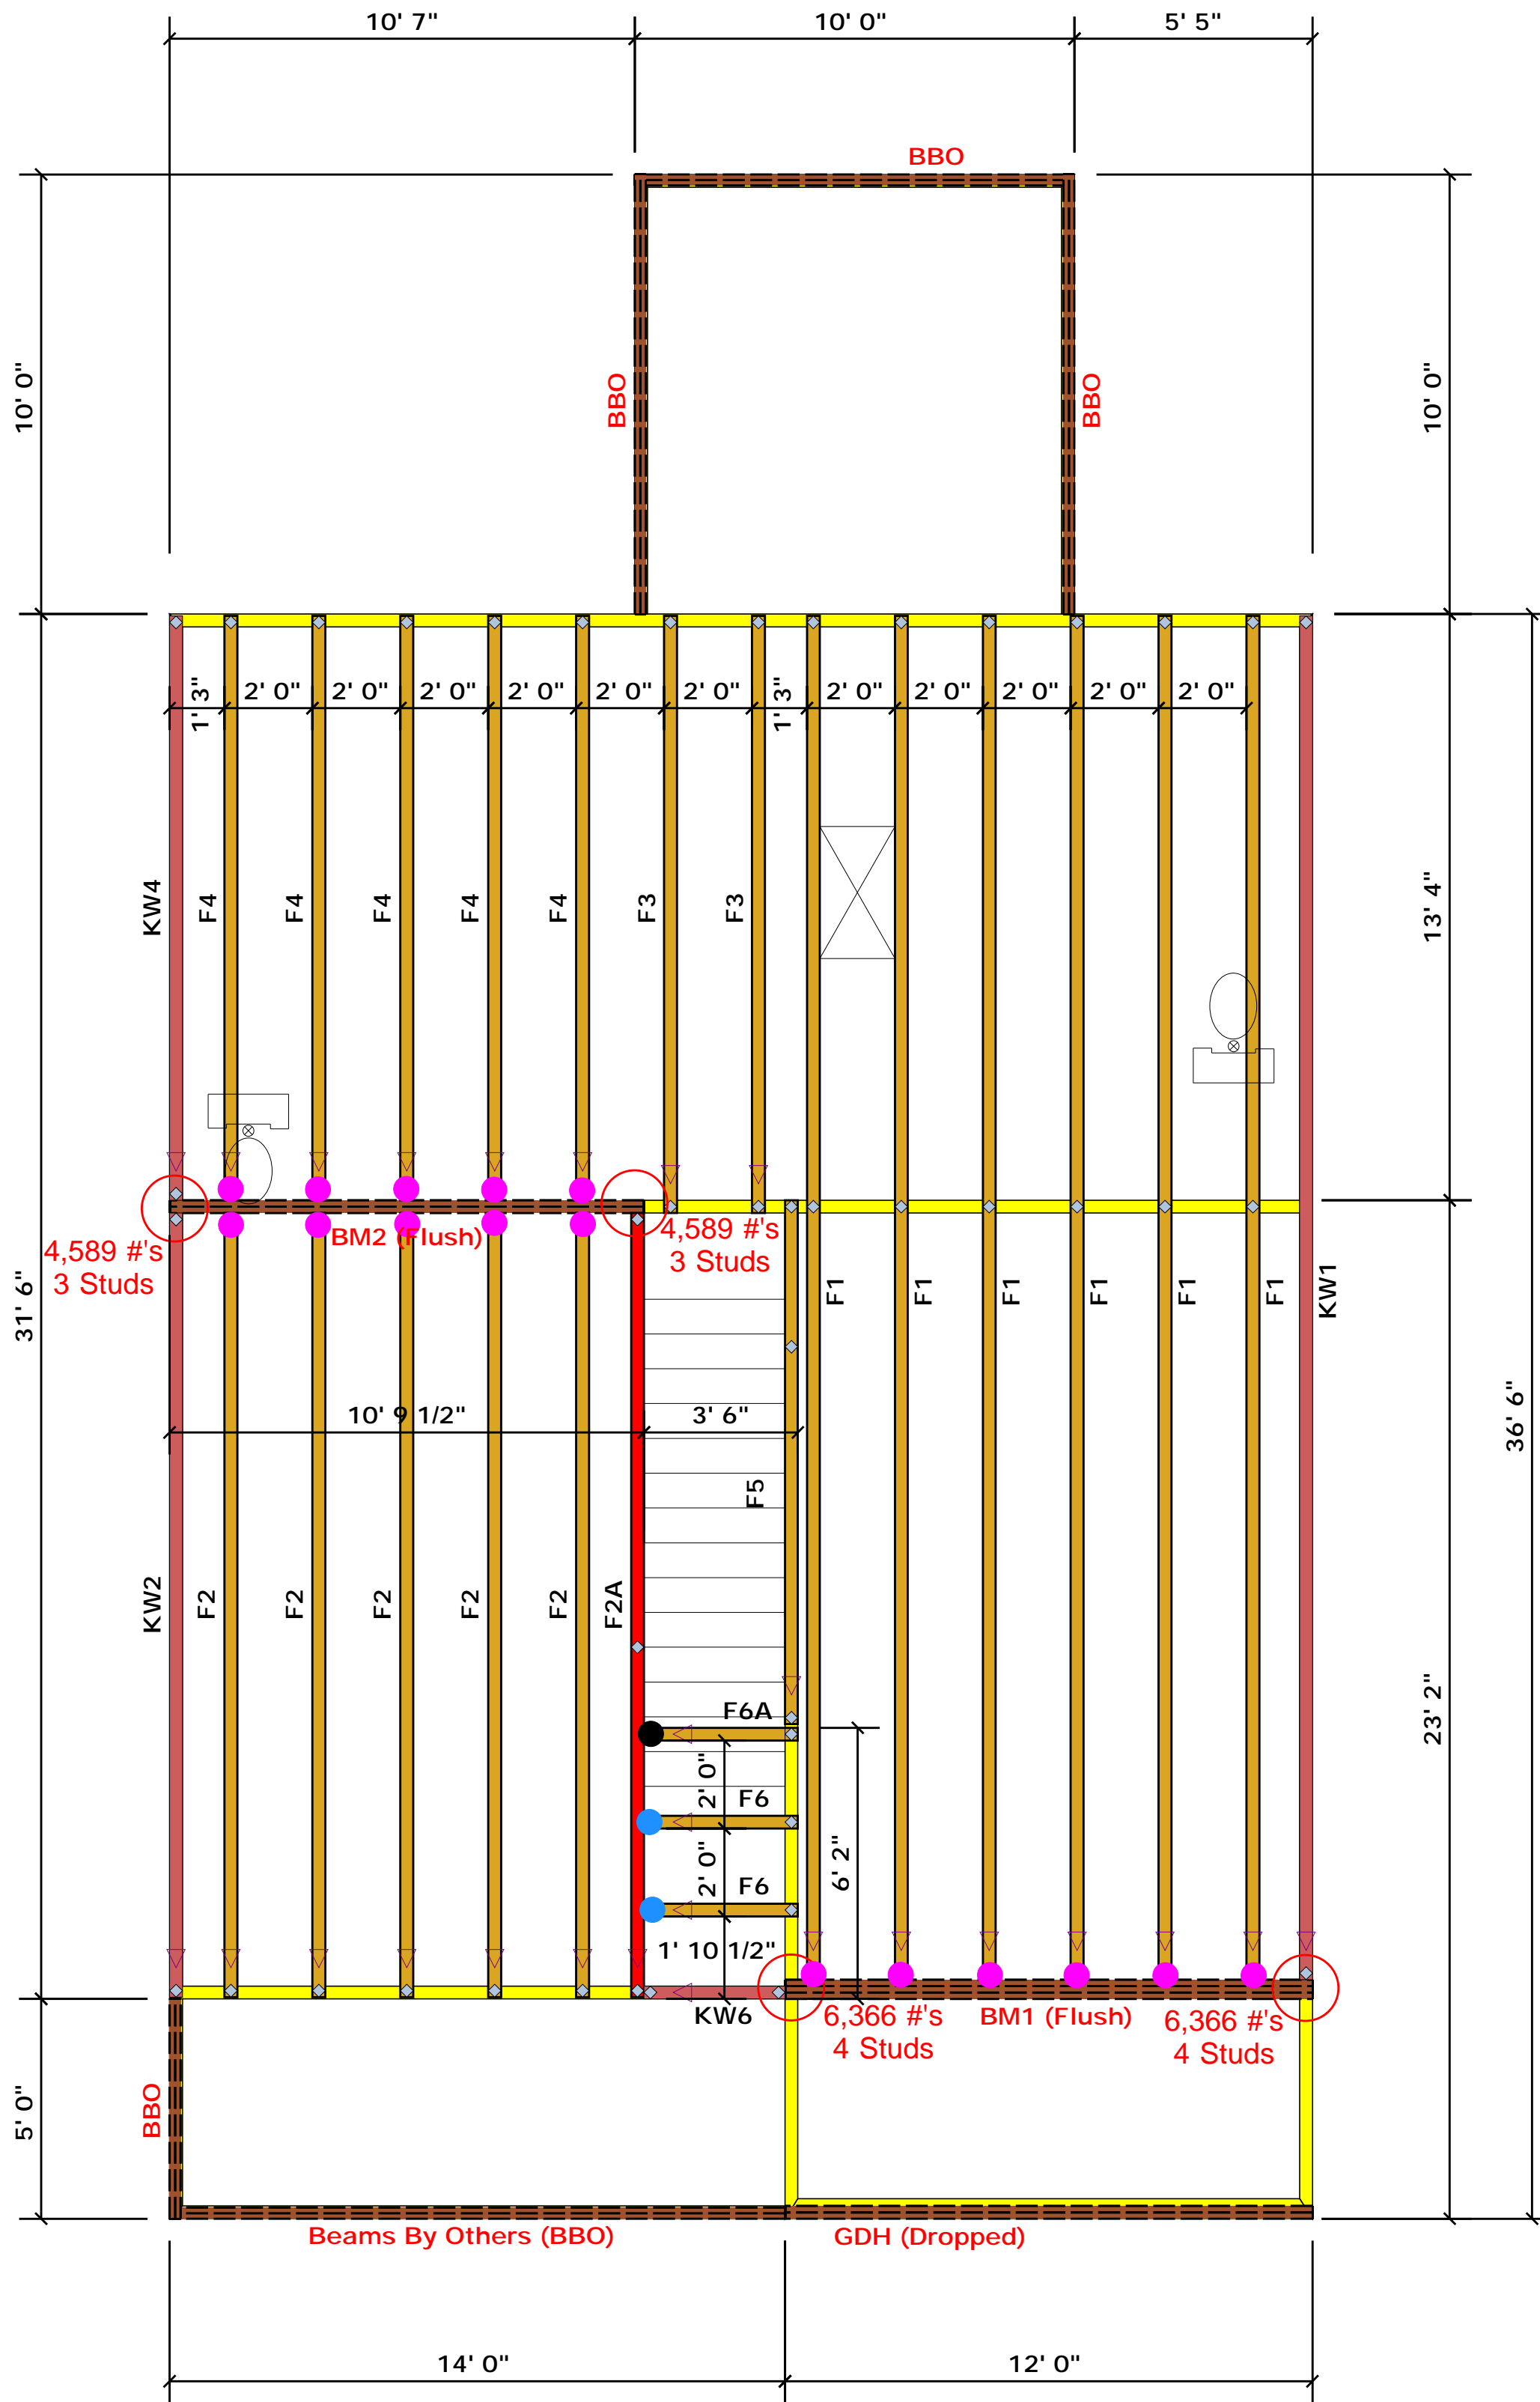 10' 7"
10' 0"
5' 5"
BBO
10' 0"
BBO
BBO
10' 0"
1' 3"
2' 0"
2' 0"
2' 0"
2' 0"
2' 0"
2' 0"
1' 3"
2' 0"
2' 0"
2' 0"
2' 0"
2' 0"
KW4
F4
F4
F4
F4
F4
F3
F3
13' 4"
BM2 (Flush)
4,589 #'s
3 Studs
4,589 #'s
3 Studs
31' 6"
F1
F1
F1
F1
F1
F1
KW1
10' 9 1/2"
3' 6"
36' 6"
F5
KW2
F2
F2
F2
F2
F2
F2A
23' 2"
F6A
2' 0"
F6
2' 0"
F6
6' 2"
1' 10 1/2"
KW6
6,366 #'s
4 Studs
BM1 (Flush)
6,366 #'s
4 Studs
5' 0"
BBO
Beams By Others (BBO)
GDH (Dropped)
14' 0"
12' 0"